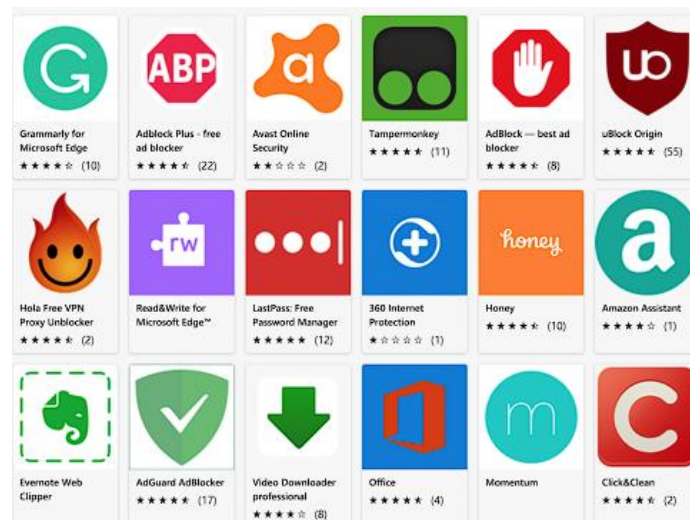 ABP
a
uo
Grammarly for
Microsoft Edge
(10)
Adblock Plus - free
ad blocker
(22)
Avast Online
Security
(2)
Tampermonkey
(11)
AdBlock — best ad
blocker
(8)
uBlock Origin
(55)
rw
honey
a
Hola Free VPN
Proxy Unblocker
(2)
Read&Write for
Microsoft Edge™
LastPass: Free
Password Manager
(12)
360 Internet
Protection
(1)
Honey
(10)
Amazon Assistant
(1)
m
C
Evernote Web
Clipper
AdGuard AdBlocker
(17)
Video Downloader
professional
(8)
Office
(4)
Momentum
Click&Clean
(2)